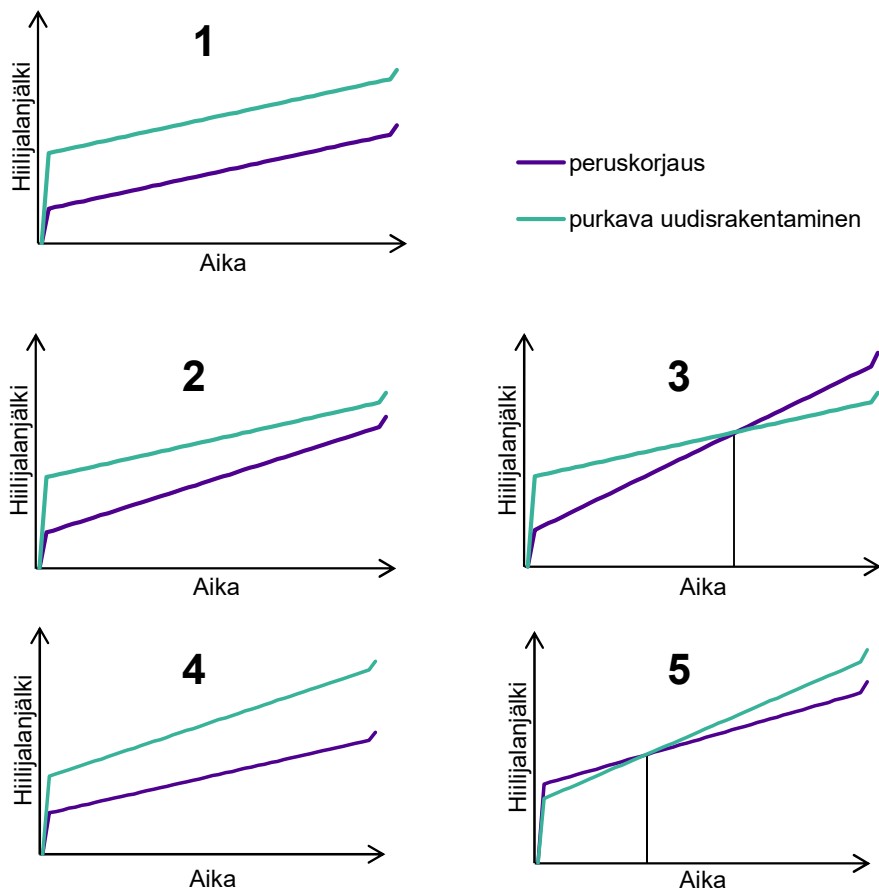 1
Hiilijalanjälki
Aika
peruskorjaus
purkava uudisrakentaminen
2
Hiilijalanjälki
Aika
3
Hiilijalanjälki
Aika
4
Hiilijalanjälki
Aika
5
Hiilijalanjälki
Aika